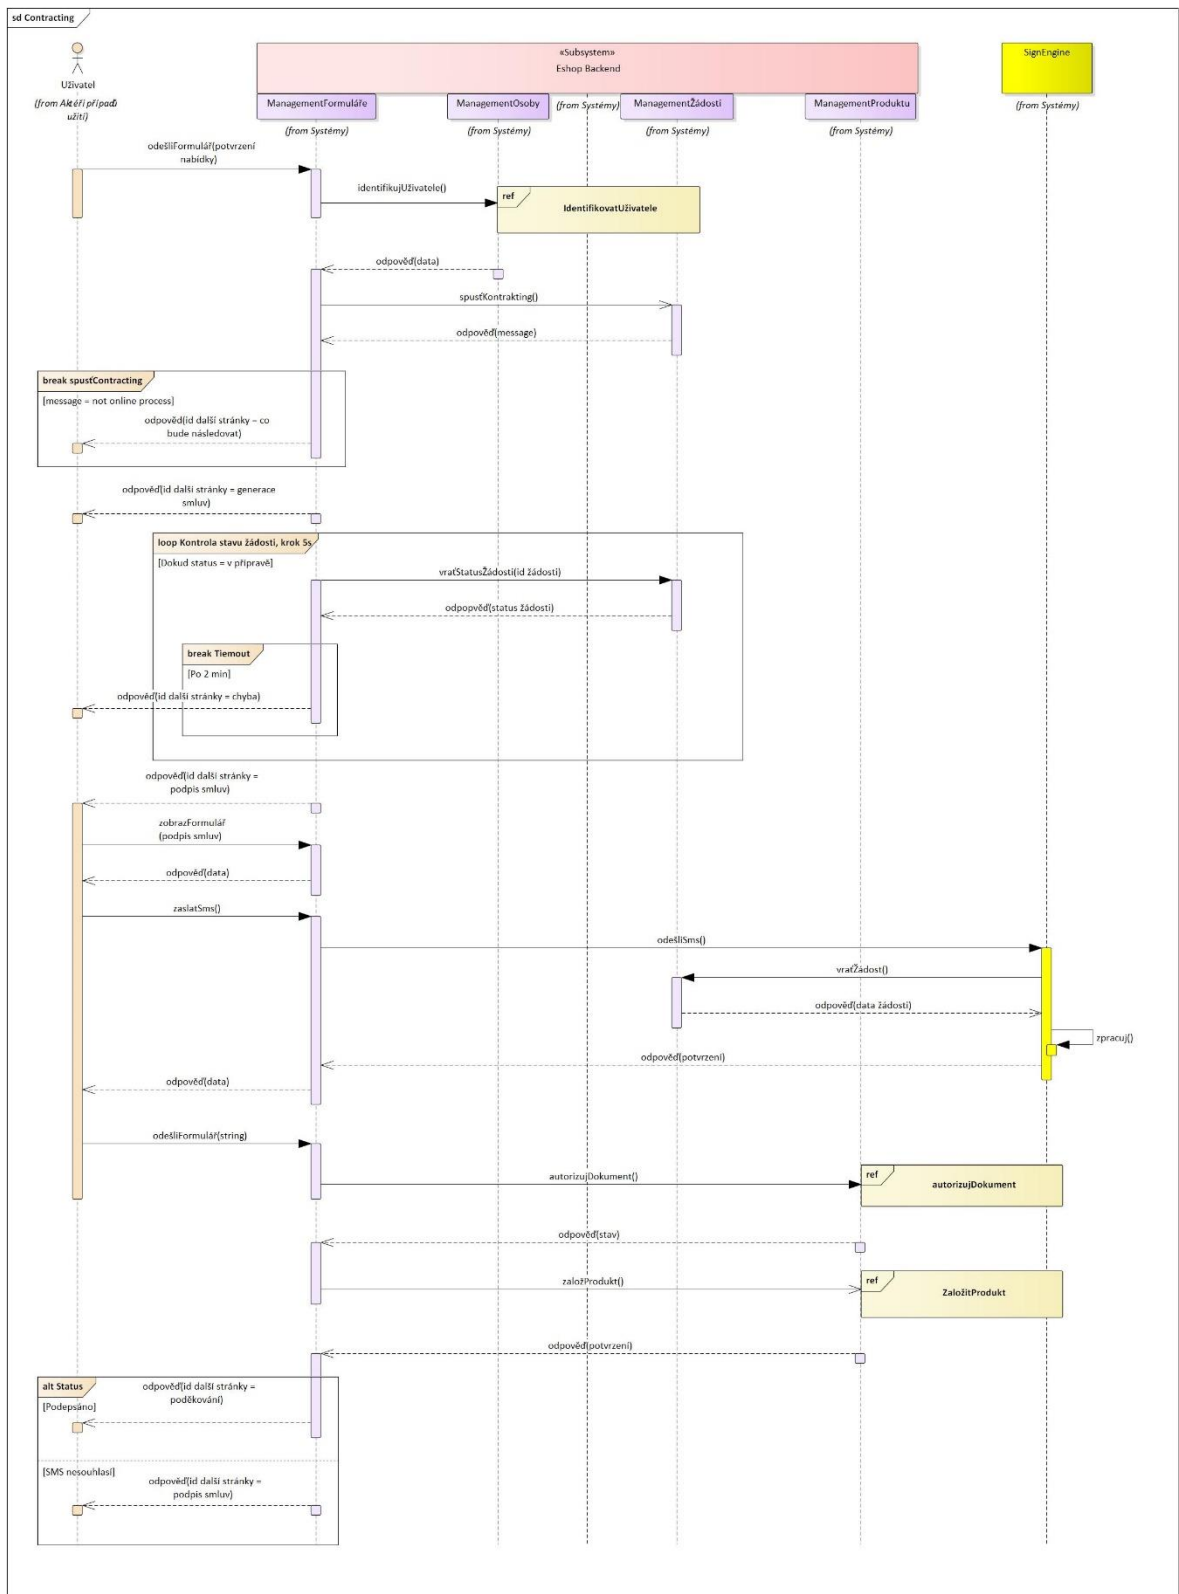 sd Contracting
«Subsystem»
Eshop Backend
SignEngine
Uživatel
(from Aktéři případů
užití)
ManagementFormuláře
ManagementOsoby
(from Systémy)
ManagementŽádosti
ManagementProduktu
(from Systémy)
(from Systémy)
(from Systémy)
(from Systémy)
(from Systémy)
odešliFormulář(potvrzení
nabídky)
identifikujUživatele()
ref
IdentifikovatUživatele
odpověď(data)
spusťKontrakting()
odpověď(message)
break spusťContracting
[message = not online process]
odpověď(id další stránky = co
bude následovat)
odpověď(id další stránky = generace
smluv)
loop Kontrola stavu žádosti, krok 5s
[Dokud status = v přípravě]
vraťStatusŽádosti(id žádosti)
odpopvěď(status žádosti)
break Tiemout
[Po 2 min]
odpověď(id další stránky = chyba)
odpověď(id další stránky =
podpis smluv)
zobrazFormulář
(podpis smluv)
odpověď(data)
zaslatSms()
odešliSms()
vraťŽádost()
odpověď(data žádosti)
zpracuj()
odpověď(potvrzení)
odpověď(data)
odešliFormulář(string)
autorizujDokument()
ref
autorizujDokument
odpověď(stav)
založProdukt()
ref
ZaložitProdukt
odpověď(potvrzení)
alt Status
odpověď(id další stránky =
poděkování)
[Podepsáno]
[SMS nesouhlasí]
odpověď(id další stránky =
podpis smluv)